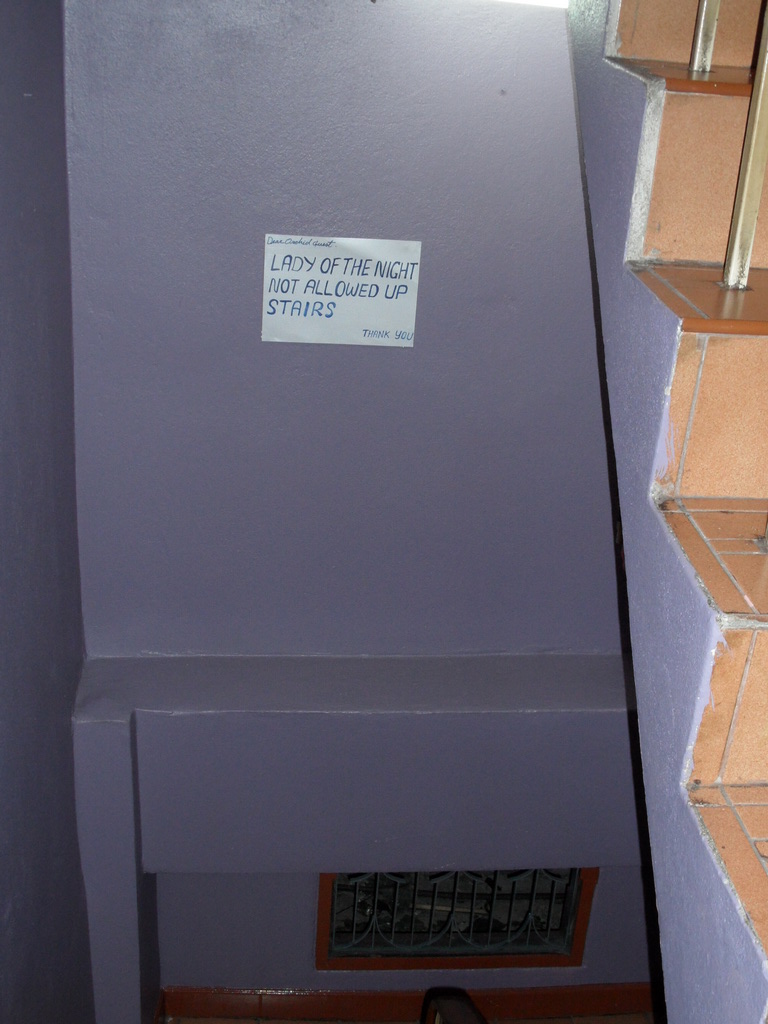 Dear Orchid Guest
LADY OF THE NIGHT
NOT ALLOWED UP
STAIRS
THANK YOU